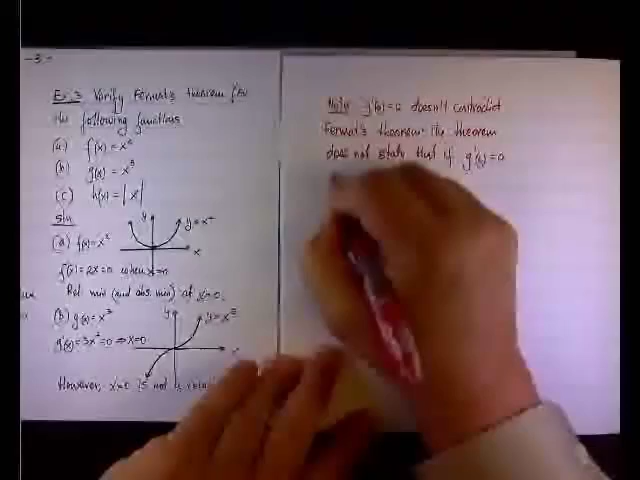 -3-
Ex.3 Verify Fermat's theorem for
the following functions
(a) f(x) = x²
(b) g(x) = x³
(c) h(x) = |x|
sln
(a) f(x) = x²
y
y = x²
x
f'(x) = 2x = 0 when x = 0
Rel min (and abs. min) at x = 0.
(b) g(x) = x³
y
y = x³
g'(x) = 3x² = 0 ⇒ x = 0
x
However, x=0 is not a relati
Note g'(0) = 0 doesn't contradict
Fermat's theorem. The theorem
does not state that if g'(x) = 0